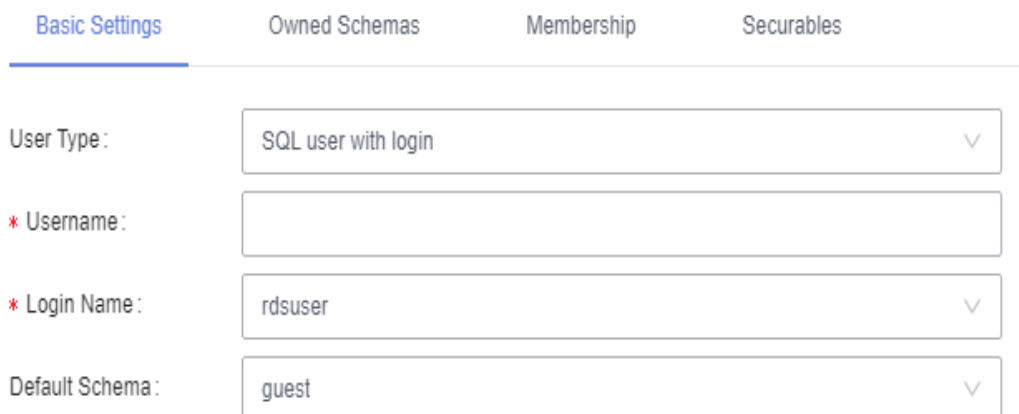 Basic Settings Owned Schemas Membership Securables
User Type: SQL user with login
* Username:
* Login Name: rdsuser
Default Schema: guest